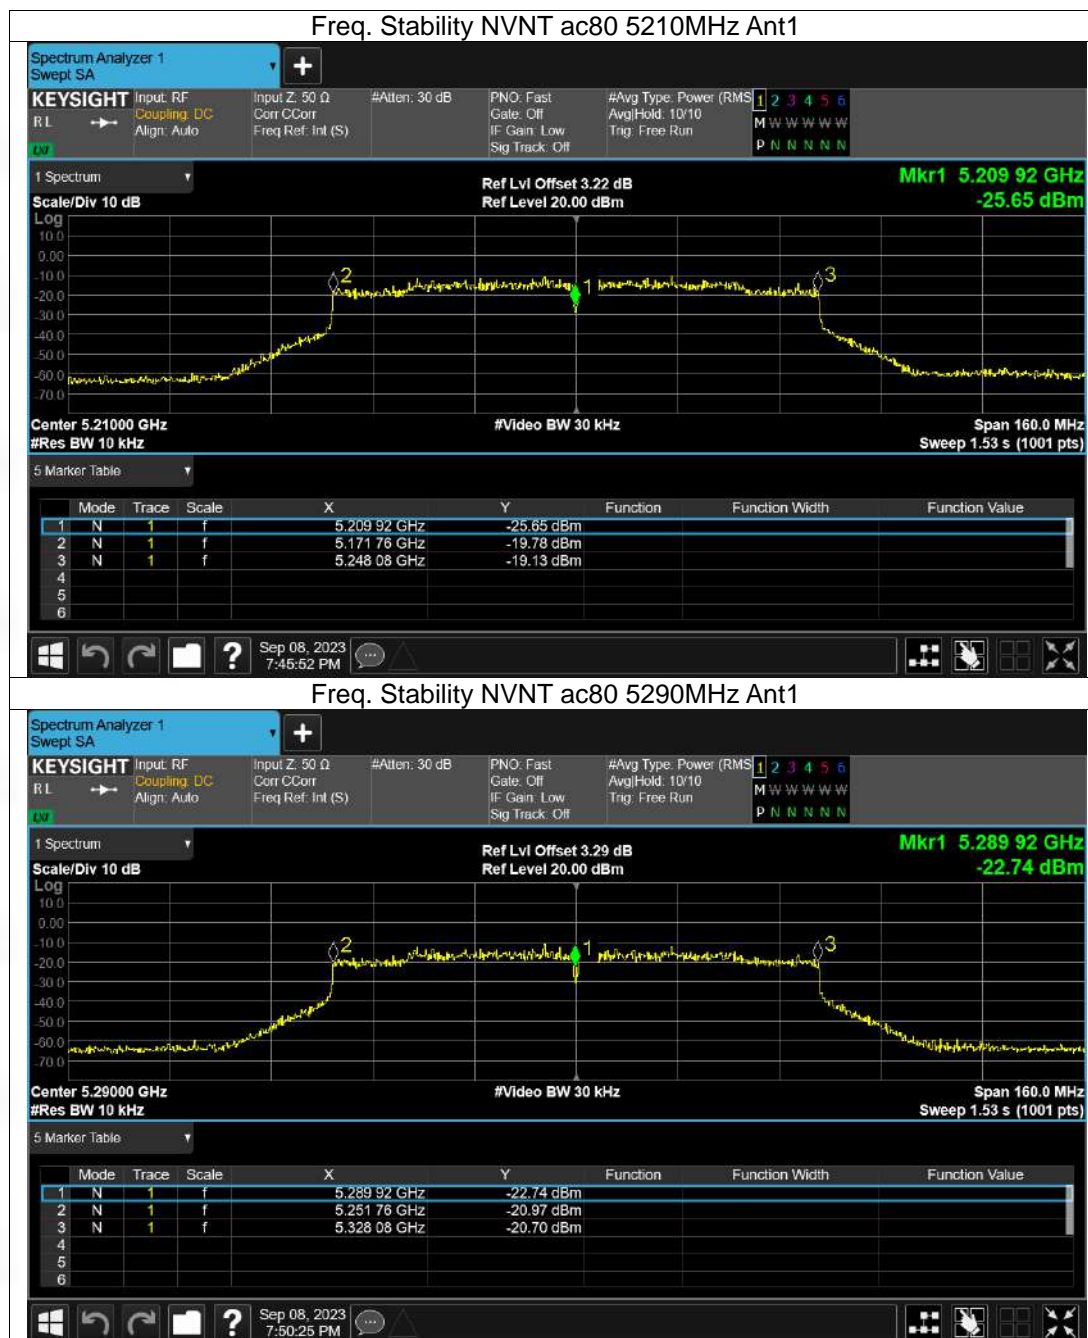 Freq. Stability NVNT ac80 5210MHz Ant1
Spectrum Analyzer 1
Swept SA
+
KEYSIGHT Input: RF Input Z: 50 Ω #Atten: 30 dB PNO: Fast #Avg Type: Power (RMS 1 2 3 4 5 6
RL Coupling: DC Corr CCorr Gate: Off Avg|Hold: 10/10 M W W W W W
Align: Auto Freq Ref: Int (S) IF Gain: Low Trig: Free Run
LXI Sig Track: Off P N N N N N
1 Spectrum Ref Lvl Offset 3.22 dB Mkr1 5.209 92 GHz
Scale/Div 10 dB Ref Level 20.00 dBm -25.65 dBm
Log
10.0
0.00
-10.0
-20.0
-30.0
-40.0
-50.0
-60.0
-70.0
2
1
3
Center 5.21000 GHz #Video BW 30 kHz Span 160.0 MHz
#Res BW 10 kHz Sweep 1.53 s (1001 pts)
5 Marker Table
Mode Trace Scale X Y Function Function Width Function Value
1 N 1 f 5.209 92 GHz -25.65 dBm
2 N 1 f 5.171 76 GHz -19.78 dBm
3 N 1 f 5.248 08 GHz -19.13 dBm
4
5
6
? Sep 08, 2023
7:45:52 PM
Freq. Stability NVNT ac80 5290MHz Ant1
Spectrum Analyzer 1
Swept SA
+
KEYSIGHT Input: RF Input Z: 50 Ω #Atten: 30 dB PNO: Fast #Avg Type: Power (RMS 1 2 3 4 5 6
RL Coupling: DC Corr CCorr Gate: Off Avg|Hold: 10/10 M W W W W W
Align: Auto Freq Ref: Int (S) IF Gain: Low Trig: Free Run
LXI Sig Track: Off P N N N N N
1 Spectrum Ref Lvl Offset 3.29 dB Mkr1 5.289 92 GHz
Scale/Div 10 dB Ref Level 20.00 dBm -22.74 dBm
Log
10.0
0.00
-10.0
-20.0
-30.0
-40.0
-50.0
-60.0
-70.0
2
1
3
Center 5.29000 GHz #Video BW 30 kHz Span 160.0 MHz
#Res BW 10 kHz Sweep 1.53 s (1001 pts)
5 Marker Table
Mode Trace Scale X Y Function Function Width Function Value
1 N 1 f 5.289 92 GHz -22.74 dBm
2 N 1 f 5.251 76 GHz -20.97 dBm
3 N 1 f 5.328 08 GHz -20.70 dBm
4
5
6
? Sep 08, 2023
7:50:25 PM